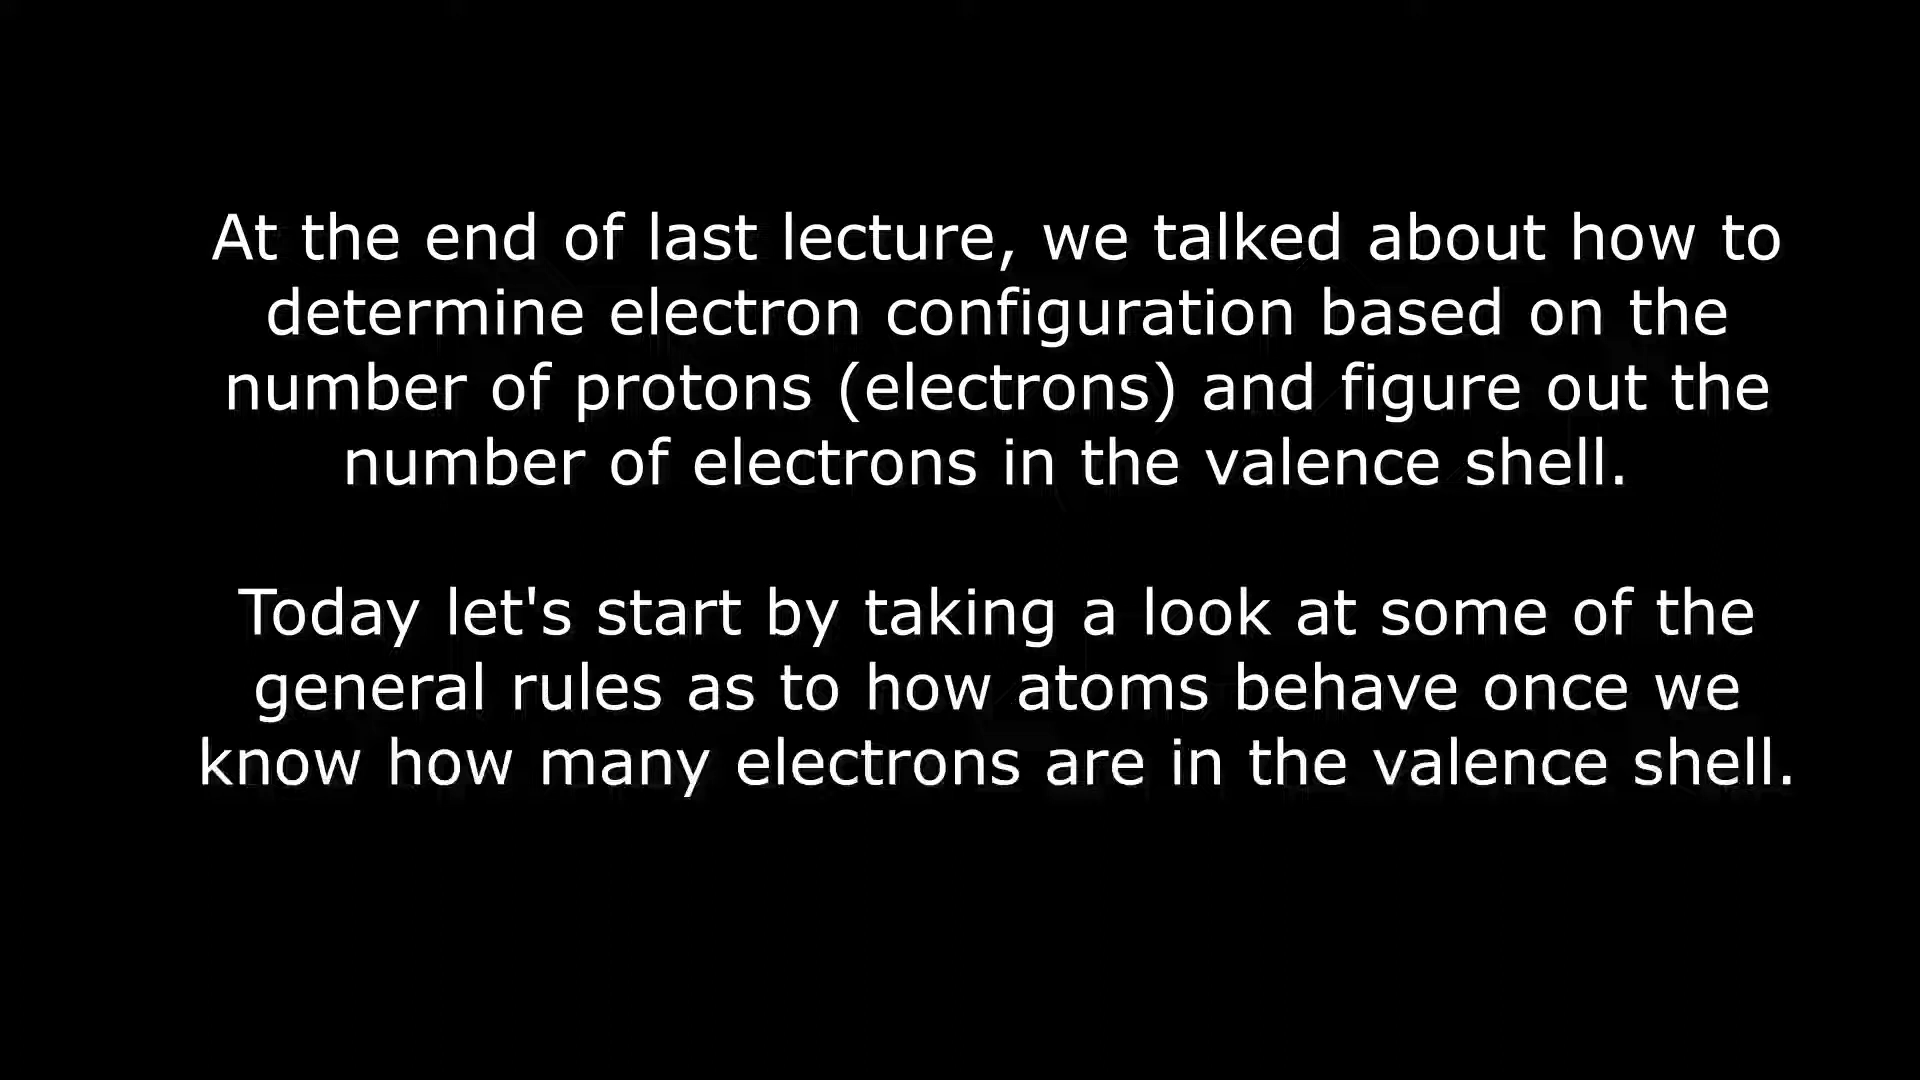 At the end of last lecture, we talked about how to
determine electron configuration based on the
number of protons (electrons) and figure out the
number of electrons in the valence shell.
Today let's start by taking a look at some of the
general rules as to how atoms behave once we
know how many electrons are in the valence shell.